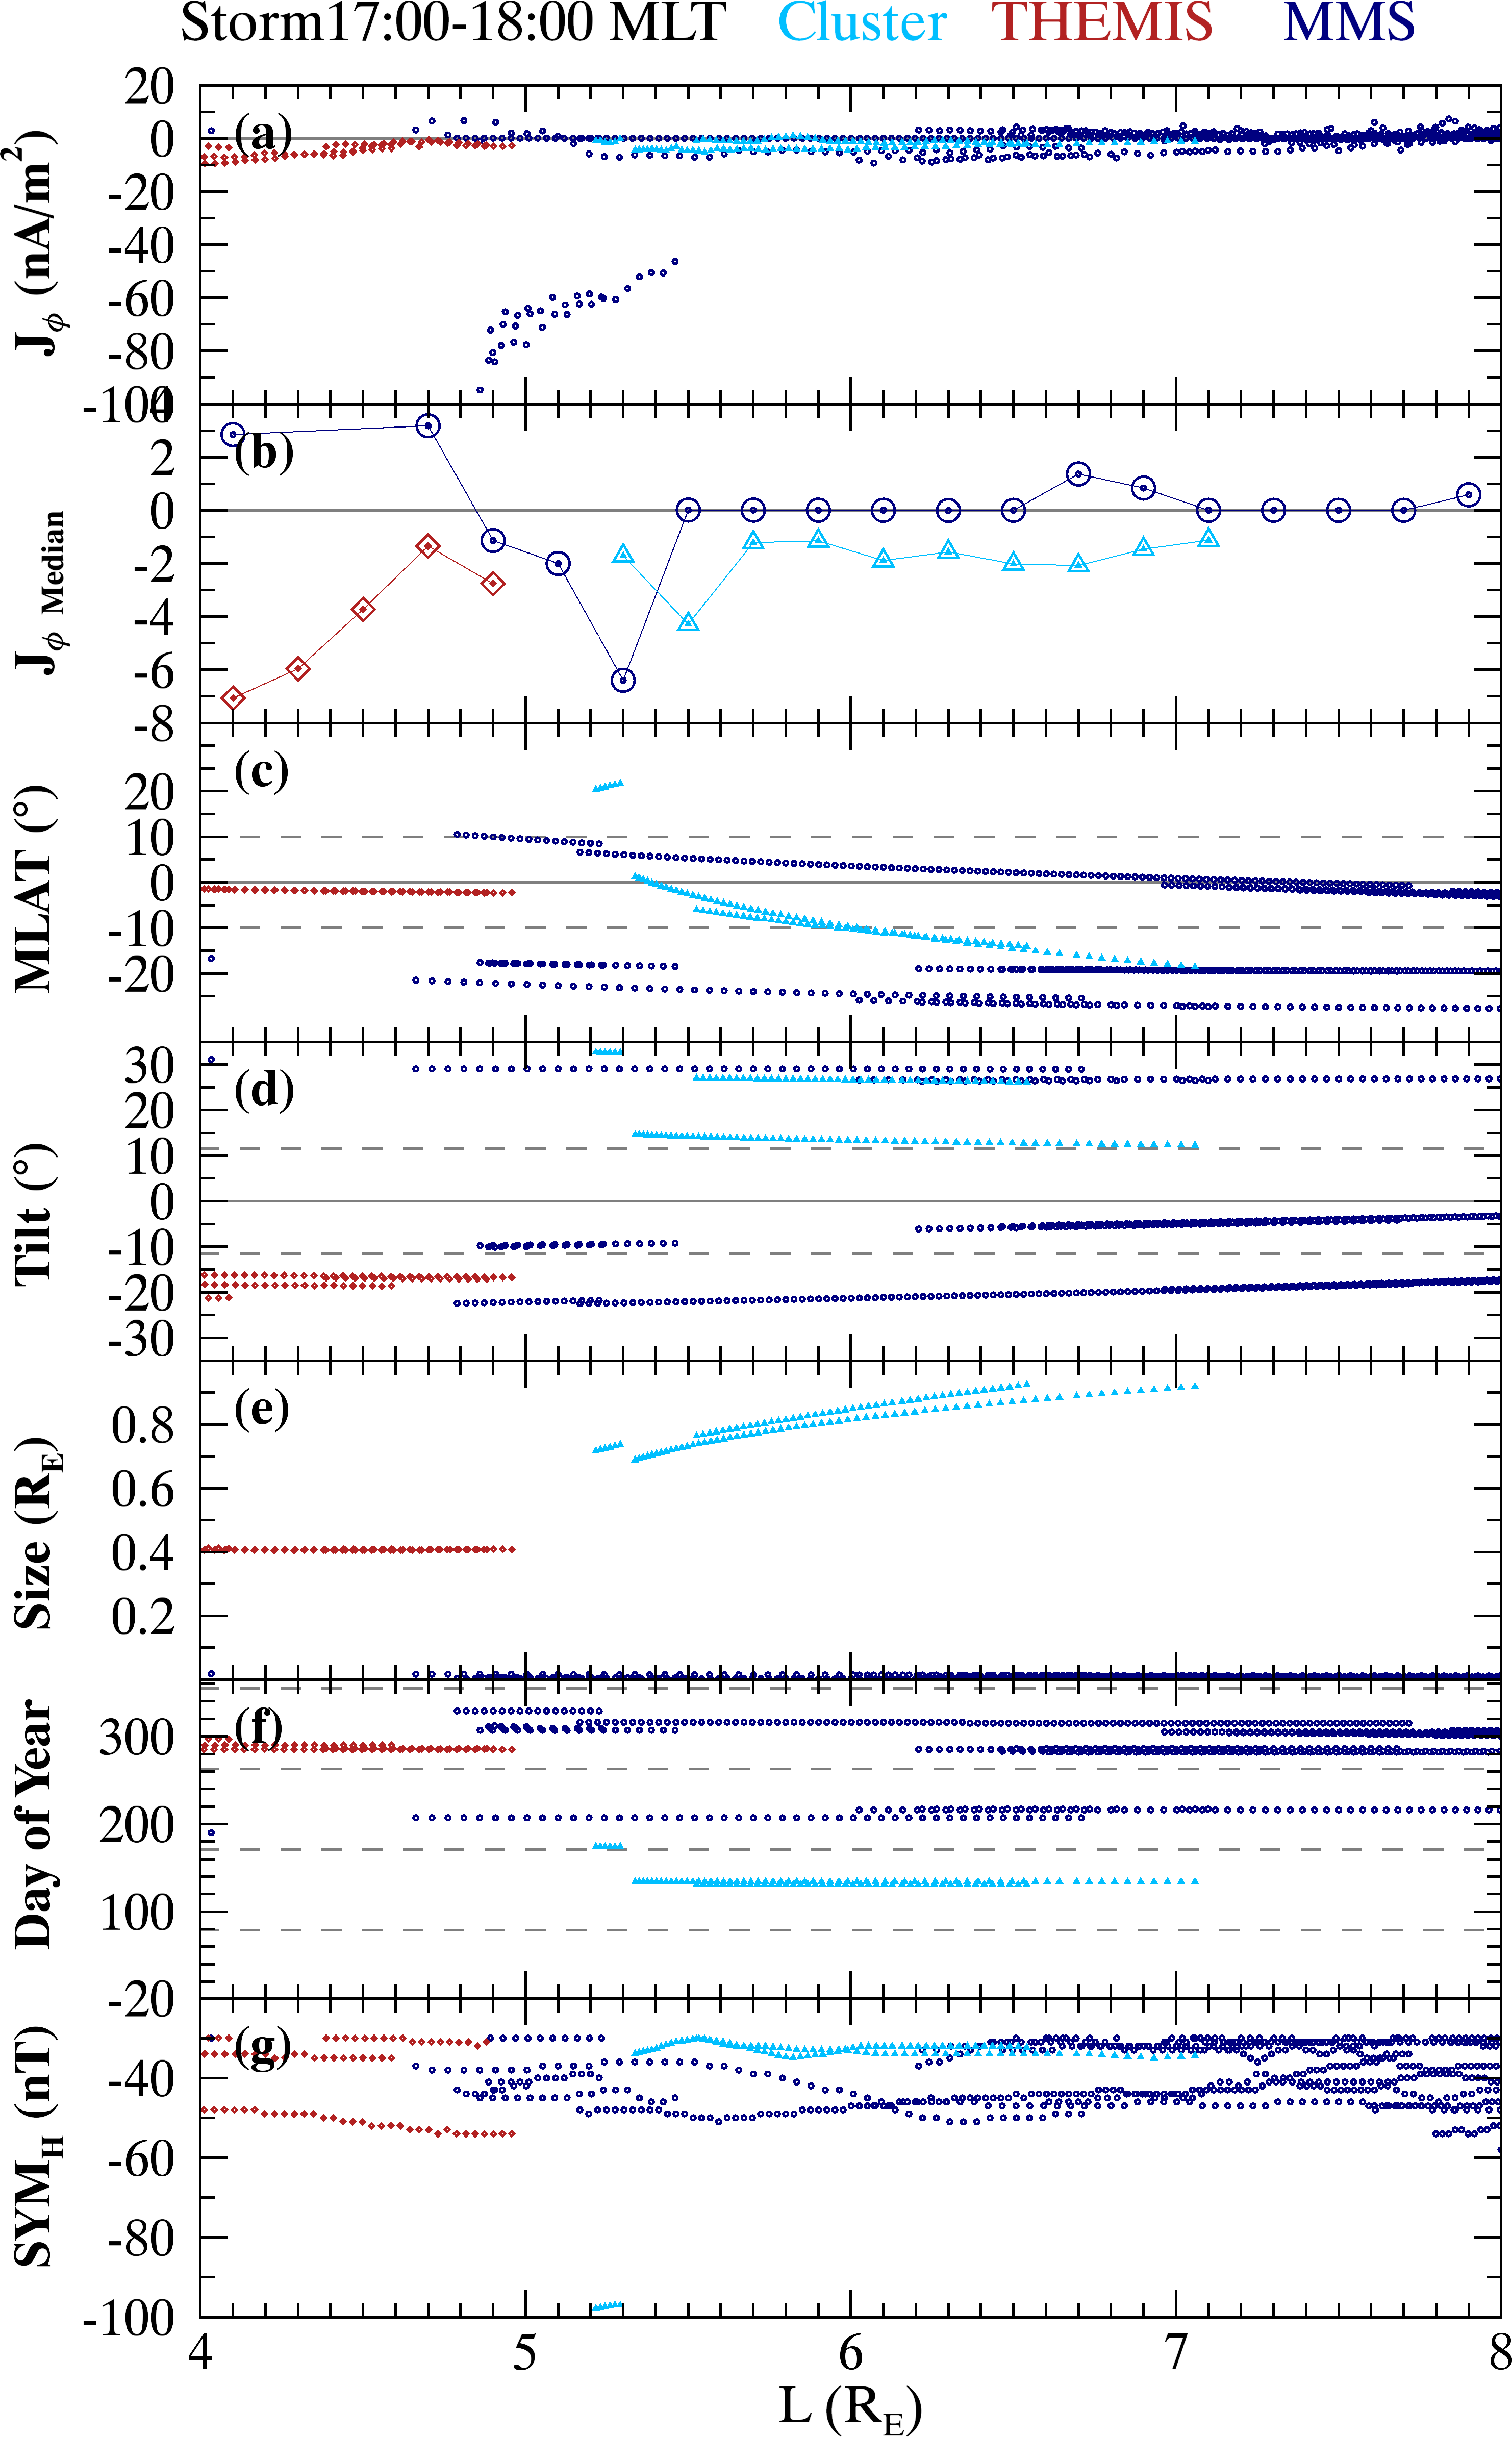 Storm17:00-18:00 MLT Cluster THEMIS MMS
20
0
-20
-40
-60
-80
-100
(a)
Jϕ (nA/m²)
4
2
0
-2
-4
-6
-8
(b)
Jϕ Median
20
10
0
-10
-20
(c)
MLAT (°)
30
20
10
0
-10
-20
-30
(d)
Tilt (°)
0.8
0.6
0.4
0.2
(e)
Size (RE)
300
200
100
(f)
Day of Year
-20
-40
-60
-80
-100
(g)
SYMH (nT)
4 5 6 7 8
L (RE)